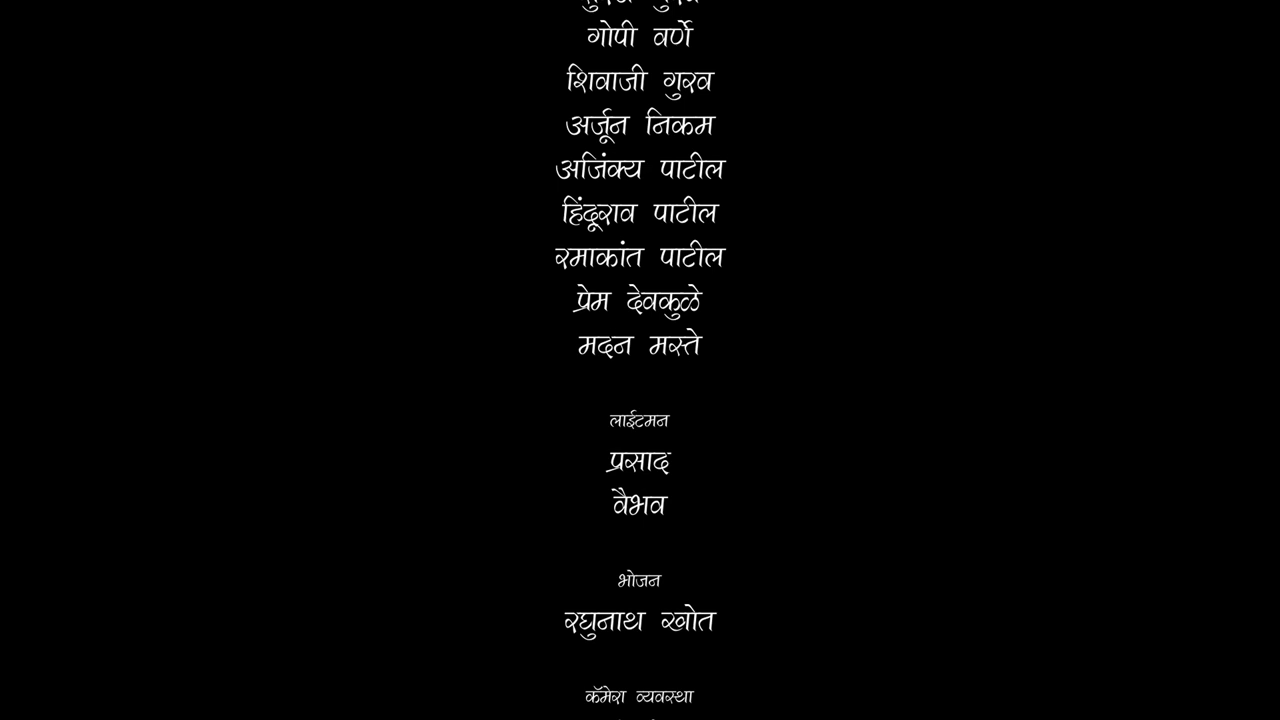 गोपी वर्णे
शिवाजी गुरव
अर्जून निकम
अजिंक्य पाटील
हिंदूराव पाटील
रमाकांत पाटील
प्रेम देवकुळे
मदन मस्ते
लाईटमन
प्रसाद
वैभव
भोजन
रघुनाथ खोत
कॅमेरा व्यवस्था